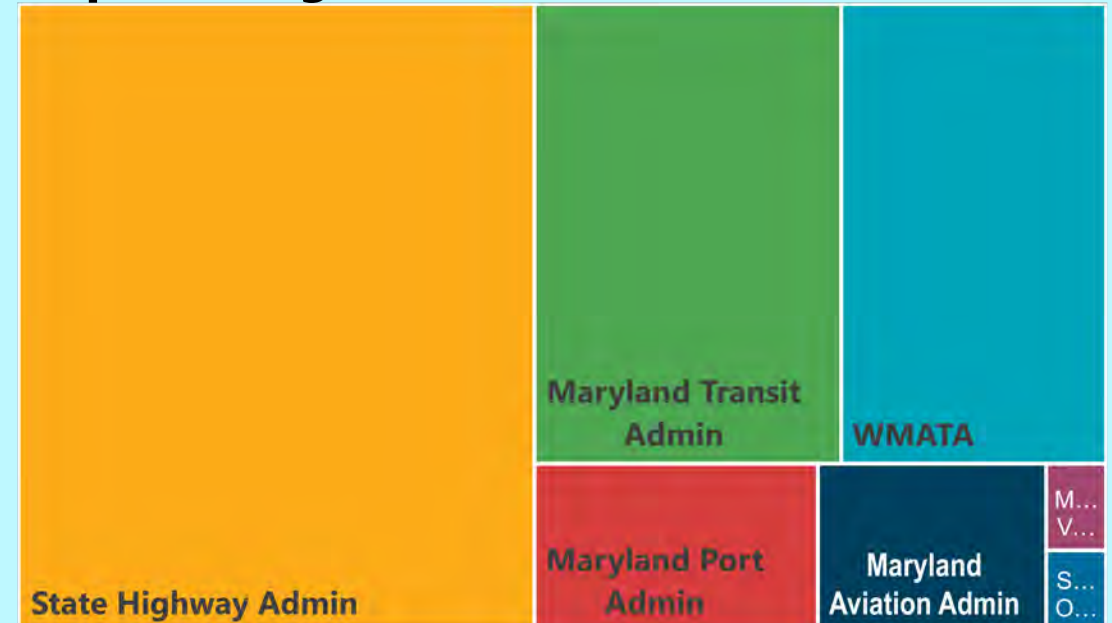 Maryland Transit
Admin
WMATA
State Highway Admin
Maryland Port
Admin
Maryland
Aviation Admin
M...
V...
S...
O...